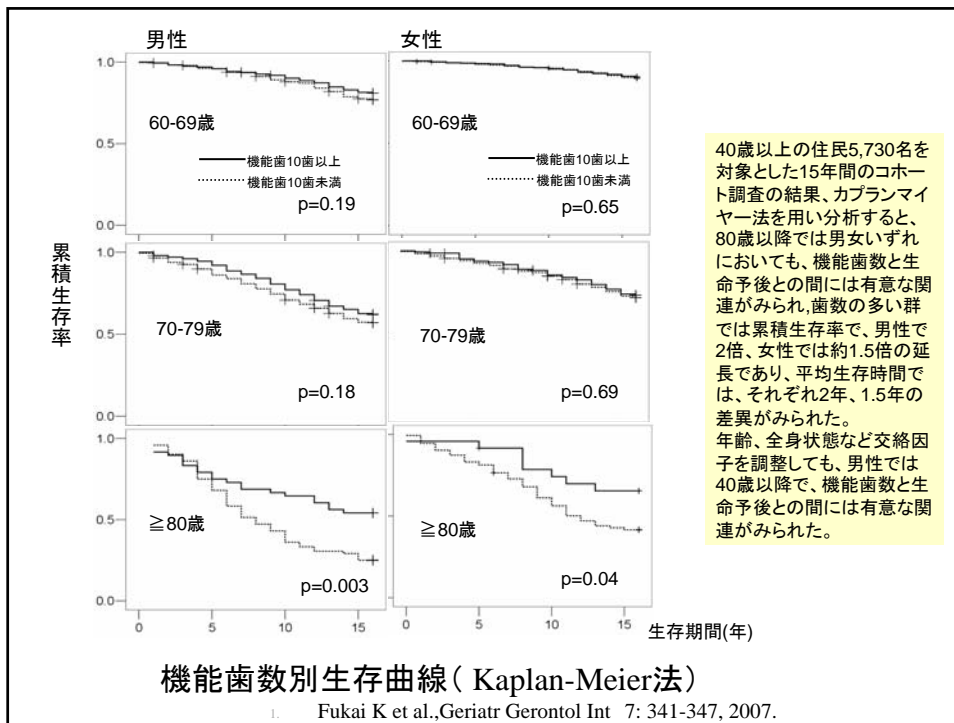 男性
女性
1.0
60-69歳
60-69歳
0.5
機能歯10歯以上
機能歯10歯未満
機能歯10歯以上
機能歯10歯未満
p=0.19
p=0.65
0.0
累積生存率
1.0
0.5
70-79歳
70-79歳
p=0.18
p=0.69
0.0
1.0
0.5
≧80歳
≧80歳
p=0.003
p=0.04
0.0
0 5 10 15
0 5 10 15
生存期間(年)
40歳以上の住民5,730名を
対象とした15年間のコホー
ト調査の結果、カプランマイ
ヤー法を用い分析すると、
80歳以降では男女いずれ
においても、機能歯数と生
命予後との間には有意な関
連がみられ,歯数の多い群
では累積生存率で、男性で
2倍、女性では約1.5倍の延
長であり、平均生存時間で
は、それぞれ2年、1.5年の
差異がみられた。
年齢、全身状態など交絡因
子を調整しても、男性では
40歳以降で、機能歯数と生
命予後との間には有意な関
連がみられた。
機能歯数別生存曲線( Kaplan-Meier法)
1. Fukai K et al.,Geriatr Gerontol Int 7: 341-347, 2007.